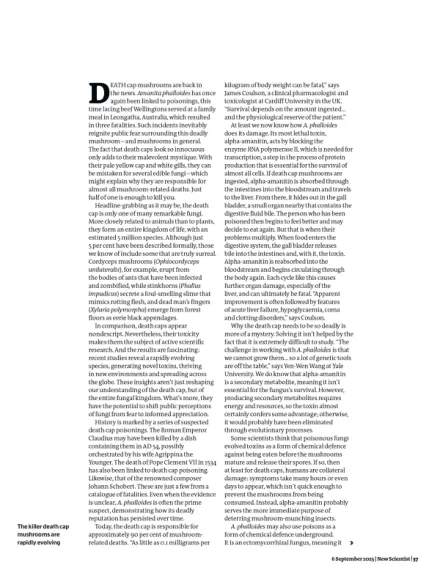 DEATH cap mushrooms are back in
the news. Amanita phalloides has once
again been linked to poisonings, this
time lacing beef Wellingtons served at a family
meal in Leongatha, Australia, which resulted
in three fatalities. Such incidents inevitably
reignite public fear surrounding this deadly
mushroom – and mushrooms in general.
The fact that death caps look so innocuous
only adds to their malevolent mystique. With
their pale yellow cap and white gills, they can
be mistaken for several edible fungi – which
might explain why they are responsible for
almost all mushroom-related deaths. Just
half of one is enough to kill you.
Headline-grabbing as it may be, the death
cap is only one of many remarkable fungi.
More closely related to animals than to plants,
they form an entire kingdom of life, with an
estimated 5 million species. Although just
5 per cent have been described formally, those
we know of include some that are truly surreal.
Cordyceps mushrooms (Ophiocordyceps
unilateralis), for example, erupt from
the bodies of ants that have been infected
and zombified, while stinkhorns (Phallus
impudicus) secrete a foul-smelling slime that
mimics rotting flesh, and dead man's fingers
(Xylaria polymorpha) emerge from forest
floors as eerie black appendages.
In comparison, death caps appear
nondescript. Nevertheless, their toxicity
makes them the subject of active scientific
research. And the results are fascinating:
recent studies reveal a rapidly evolving
species, generating novel toxins, thriving
in new environments and spreading across
the globe. These insights aren't just reshaping
our understanding of the death cap, but of
the entire fungal kingdom. What's more, they
have the potential to shift public perceptions
of fungi from fear to informed appreciation.
History is marked by a series of suspected
death cap poisonings. The Roman Emperor
Claudius may have been killed by a dish
containing them in AD 54, possibly
orchestrated by his wife Agrippina the
Younger. The death of Pope Clement VII in 1534
has also been linked to death cap poisoning.
Likewise, that of the renowned composer
Johann Schobert. These are just a few from a
catalogue of fatalities. Even when the evidence
is unclear, A. phalloides is often the prime
suspect, demonstrating how its deadly
reputation has persisted over time.
Today, the death cap is responsible for
approximately 90 per cent of mushroom-
related deaths. "As little as 0.1 milligrams per
kilogram of body weight can be fatal," says
James Coulson, a clinical pharmacologist and
toxicologist at Cardiff University in the UK.
"Survival depends on the amount ingested...
and the physiological reserve of the patient."
At least we now know how A. phalloides
does its damage. Its most lethal toxin,
alpha-amanitin, acts by blocking the
enzyme RNA polymerase II, which is needed for
transcription, a step in the process of protein
production that is essential for the survival of
almost all cells. If death cap mushrooms are
ingested, alpha-amanitin is absorbed through
the intestines into the bloodstream and travels
to the liver. From there, it hides out in the gall
bladder, a small organ nearby that contains the
digestive fluid bile. The person who has been
poisoned then begins to feel better and may
decide to eat again. But that is when their
problems multiply. When food enters the
digestive system, the gall bladder releases
bile into the intestines and, with it, the toxin.
Alpha-amanitin is reabsorbed into the
bloodstream and begins circulating through
the body again. Each cycle like this causes
further organ damage, especially of the
liver, and can ultimately be fatal. "Apparent
improvement is often followed by features
of acute liver failure, hypoglycaemia, coma
and clotting disorders," says Coulson.
Why the death cap needs to be so deadly is
more of a mystery. Solving it isn't helped by the
fact that it is extremely difficult to study. "The
challenge in working with A. phalloides is that
we cannot grow them... so a lot of genetic tools
are off the table," says Yen-Wen Wang at Yale
University. We do know that alpha-amanitin
is a secondary metabolite, meaning it isn't
essential for the fungus's survival. However,
producing secondary metabolites requires
energy and resources, so the toxin almost
certainly confers some advantage; otherwise,
it would probably have been eliminated
through evolutionary processes.
Some scientists think that poisonous fungi
evolved toxins as a form of chemical defence
against being eaten before the mushrooms
mature and release their spores. If so, then
at least for death caps, humans are collateral
damage: symptoms take many hours or even
days to appear, which isn't quick enough to
prevent the mushrooms from being
consumed. Instead, alpha-amanitin probably
serves the more immediate purpose of
deterring mushroom-munching insects.
A. phalloides may also use poisons as a
form of chemical defence underground.
It is an ectomycorrhizal fungus, meaning it >
The killer death cap
mushrooms are
rapidly evolving
6 September 2025 | New Scientist | 37